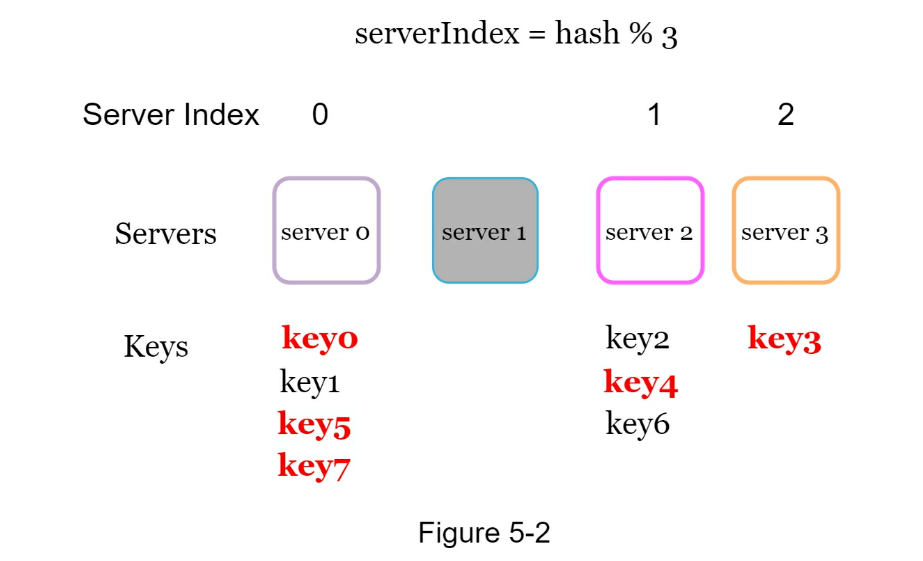 serverIndex = hash % 3
Server Index 0 1 2
Servers server 0 server 1 server 2 server 3
Keys key0 key2 key3
key1 key4
key5 key6
key7
Figure 5-2